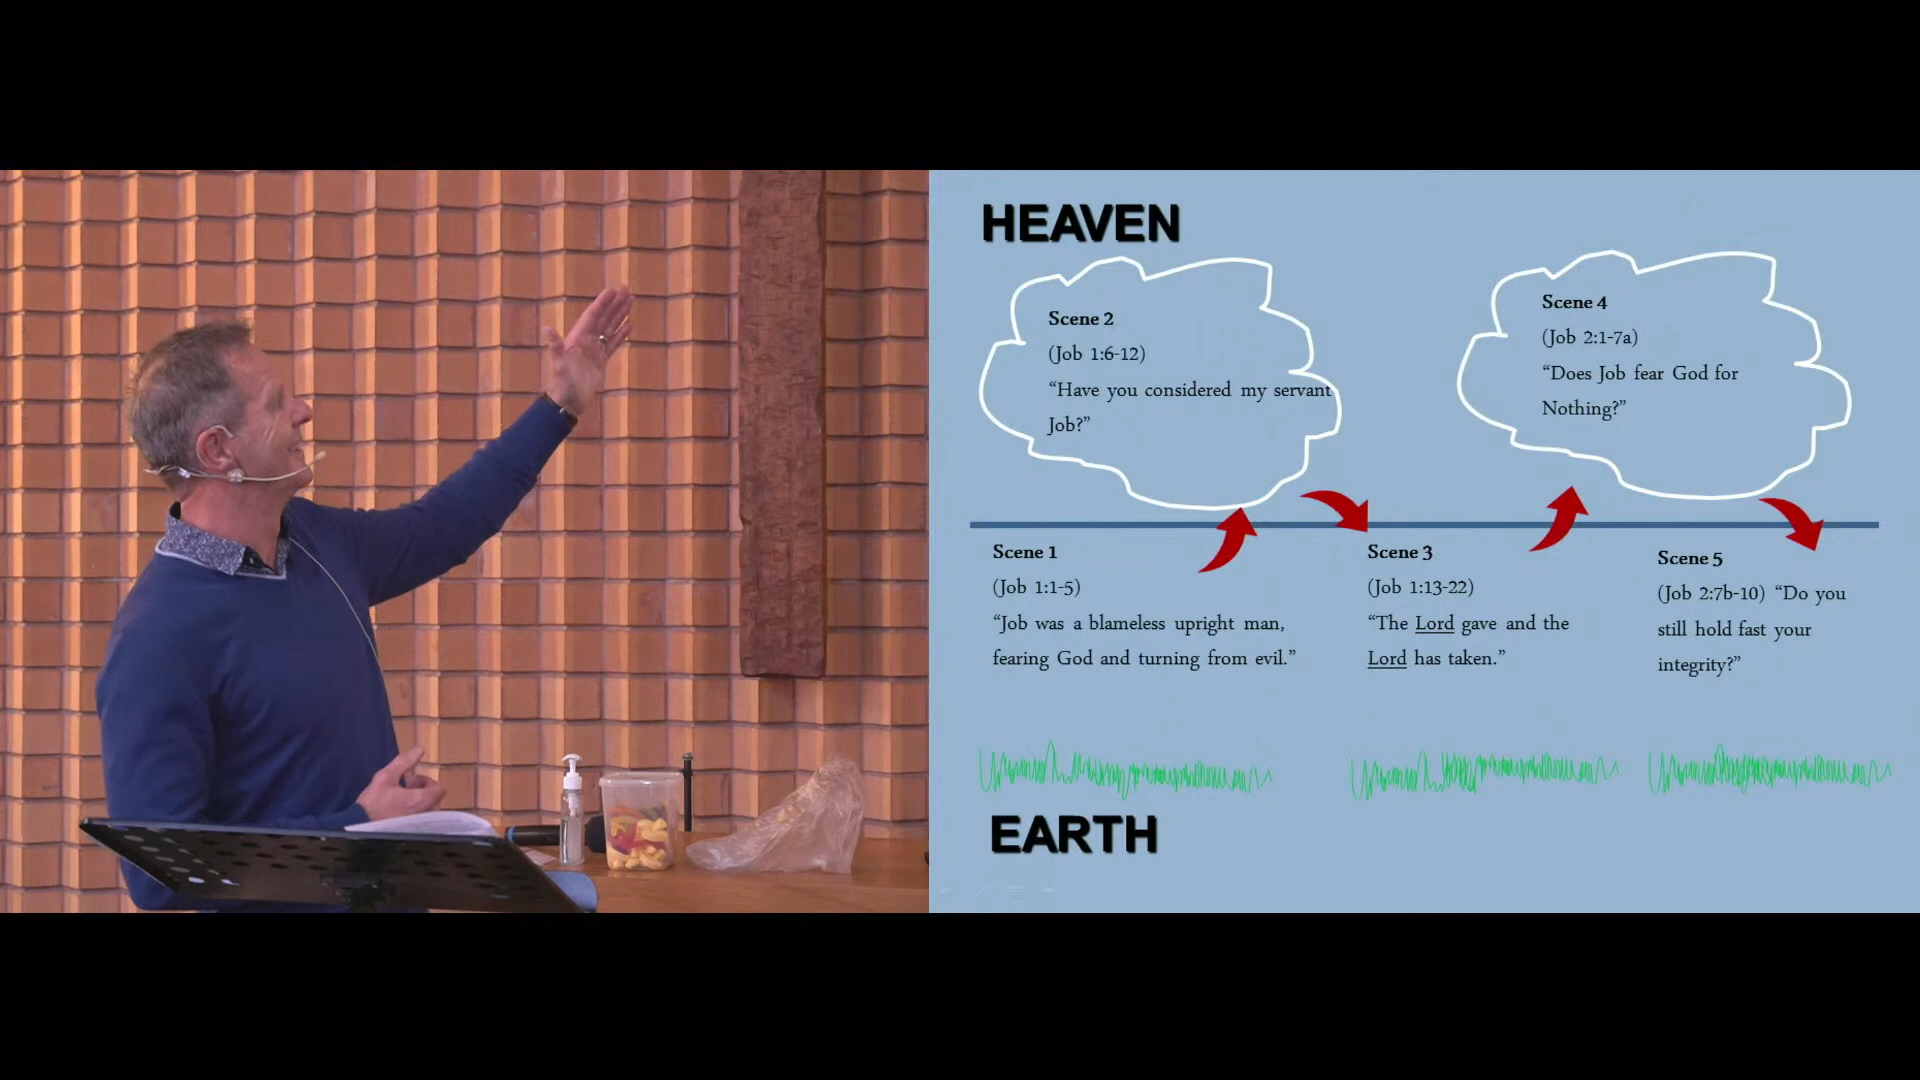 HEAVEN
Scene 2
(Job 1:6-12)
“Have you considered my servant
Job?”
Scene 4
(Job 2:1-7a)
“Does Job fear God for
Nothing?”
Scene 1
(Job 1:1-5)
“Job was a blameless upright man,
fearing God and turning from evil.”
Scene 3
(Job 1:13-22)
“The Lord gave and the
Lord has taken.”
Scene 5
(Job 2:7b-10) “Do you
still hold fast your
integrity?”
EARTH